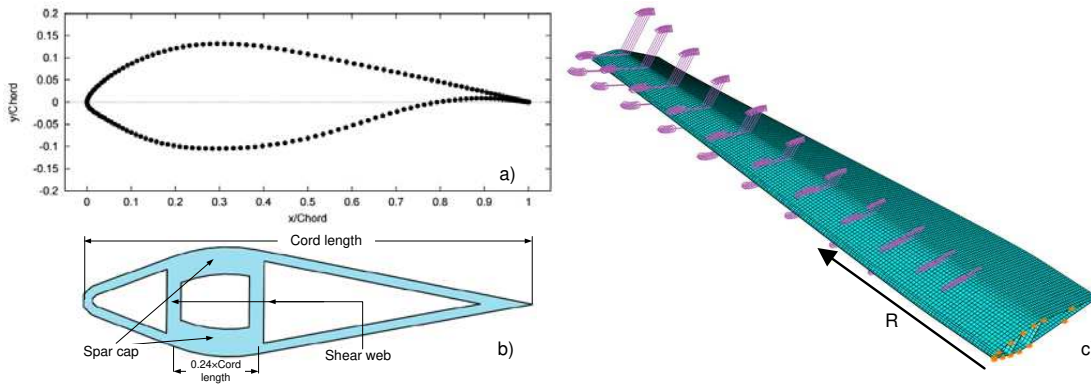 0.2
0.15
0.1
0.05
0
-0.05
-0.1
-0.15
-0.2
y/Chord
0 0.1 0.2 0.3 0.4 0.5 0.6 0.7 0.8 0.9 1
x/Chord
a)
Cord length
Spar cap
0.24×Cord
length
Shear web
b)
R
c